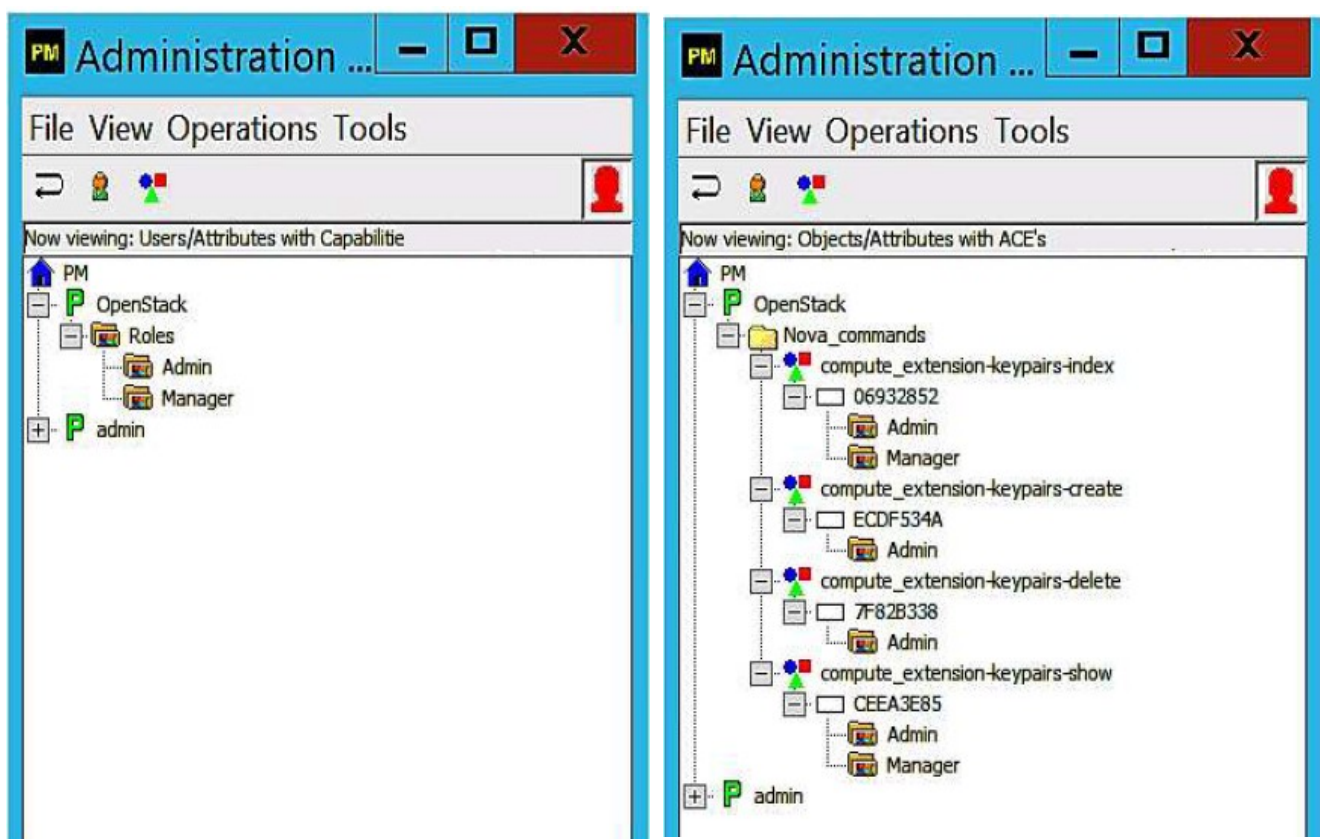 PM Administration ...
File View Operations Tools
Now viewing: Users/Attributes with Capabilitie
PM
OpenStack
Roles
Admin
Manager
admin
PM Administration ...
File View Operations Tools
Now viewing: Objects/Attributes with ACE's
PM
OpenStack
Nova_commands
compute_extension-keypairs-index
06932852
Admin
Manager
compute_extension-keypairs-create
ECDF534A
Admin
compute_extension-keypairs-delete
7F82B338
Admin
compute_extension-keypairs-show
CEEA3E85
Admin
Manager
admin